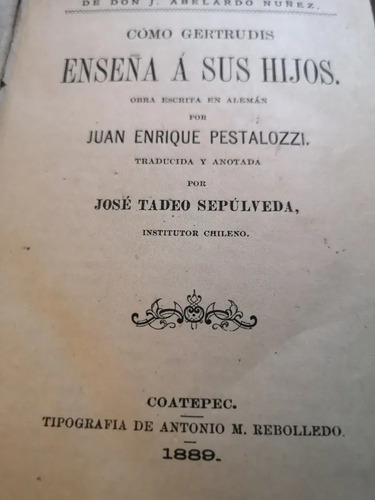 DE DON J. ABELARDO NUÑEZ.
CÓMO GERTRUDIS
ENSEÑA Á SUS HIJOS.
OBRA ESCRITA EN ALEMÁN
POR
JUAN ENRIQUE PESTALOZZI.
TRADUCIDA Y ANOTADA
POR
JOSÉ TADEO SEPÚLVEDA,
INSTITUTOR CHILENO.
COATEPEC.
TIPOGRAFIA DE ANTONIO M. REBOLLEDO.
1889.